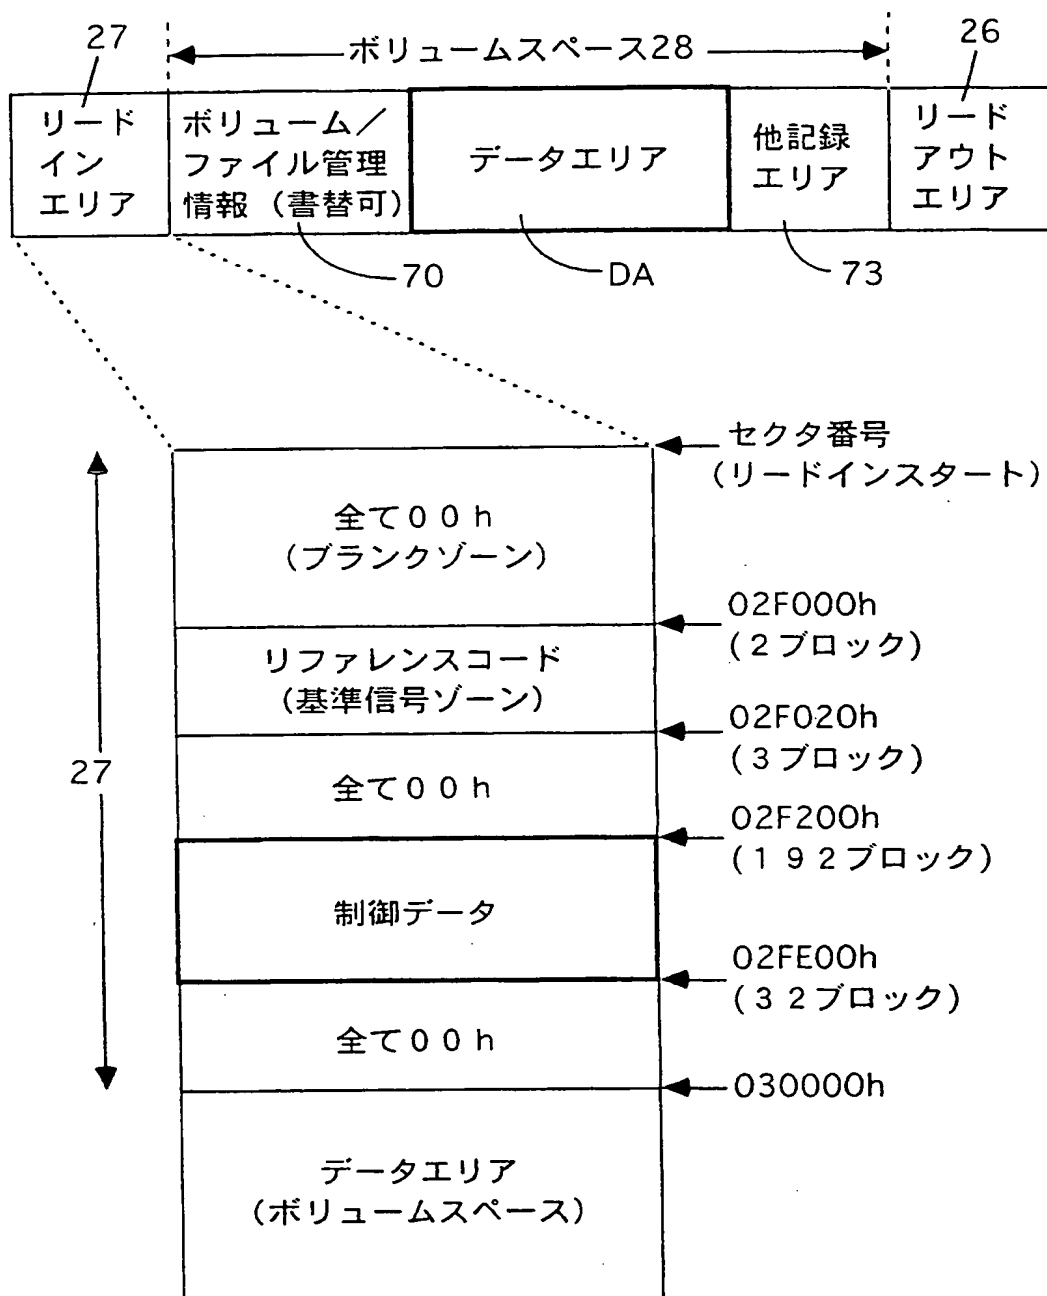 27
ボリュームスペース28
26
リード
イン
エリア
ボリューム／
ファイル管理
情報（書替可）
データエリア
他記録
エリア
リード
アウト
エリア
70
DA
73
セクタ番号
（リードインスタート）
全て００ｈ
（ブランクゾーン）
02F000h
（２ブロック）
リファレンスコード
（基準信号ゾーン）
02F020h
（３ブロック）
27
全て００ｈ
02F200h
（１９２ブロック）
制御データ
02FE00h
（３２ブロック）
全て００ｈ
030000h
データエリア
（ボリュームスペース）